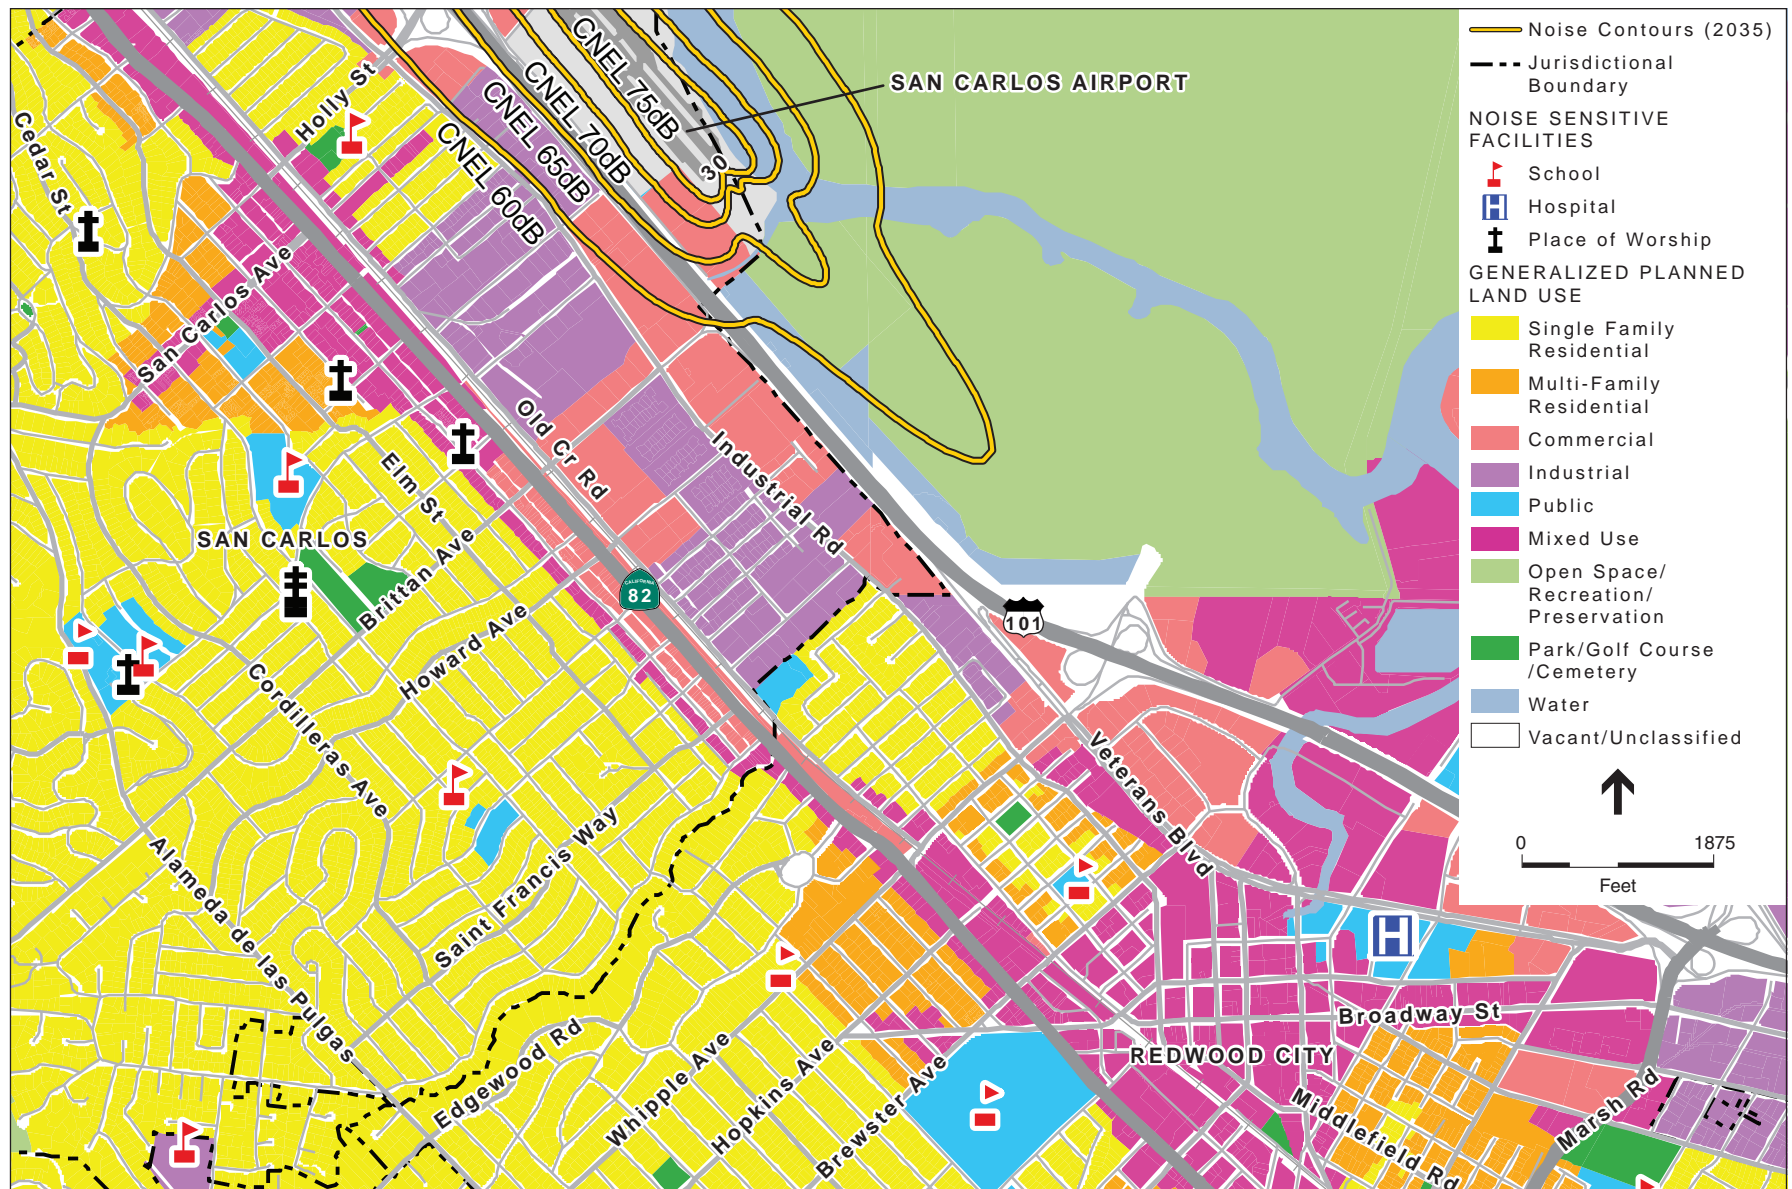 Noise Contours (2035)
Jurisdictional
Boundary
NOISE SENSITIVE
FACILITIES
School
H
Hospital
Place of Worship
GENERALIZED PLANNED
LAND USE
Single Family
Residential
Multi-Family
Residential
Commercial
Industrial
Public
Mixed Use
Open Space/
Recreation/
Preservation
Park/Golf Course
/Cemetery
Water
Vacant/Unclassified
0 1875
Feet
CNEL 75dB
CNEL 70dB
CNEL 65dB
CNEL 60dB
30
SAN CARLOS AIRPORT
Holly St
Cedar St
San Carlos Ave
Old Cr Rd
Industrial Rd
Elm St
SAN CARLOS
Brittan Ave
Howard Ave
CALIFORNIA
82
101
Cordilleras Ave
Veterans Blvd
Saint Francis Way
Alameda de las Pulgas
H
Broadway St
REDWOOD CITY
Edgewood Rd
Whipple Ave
Hopkins Ave
Brewster Ave
Middlefield Rd
Marsh Rd